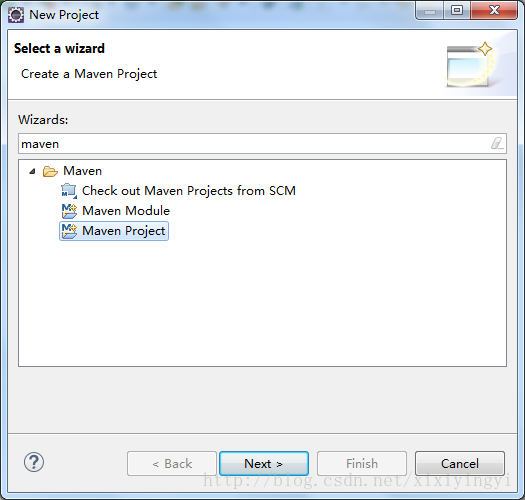 New Project
Select a wizard
Create a Maven Project
Wizards:
maven
Maven
Check out Maven Projects from SCM
Maven Module
Maven Project
?
< Back
Next >
Finish
Cancel
http://blog.csdn.net/xixiyingyi